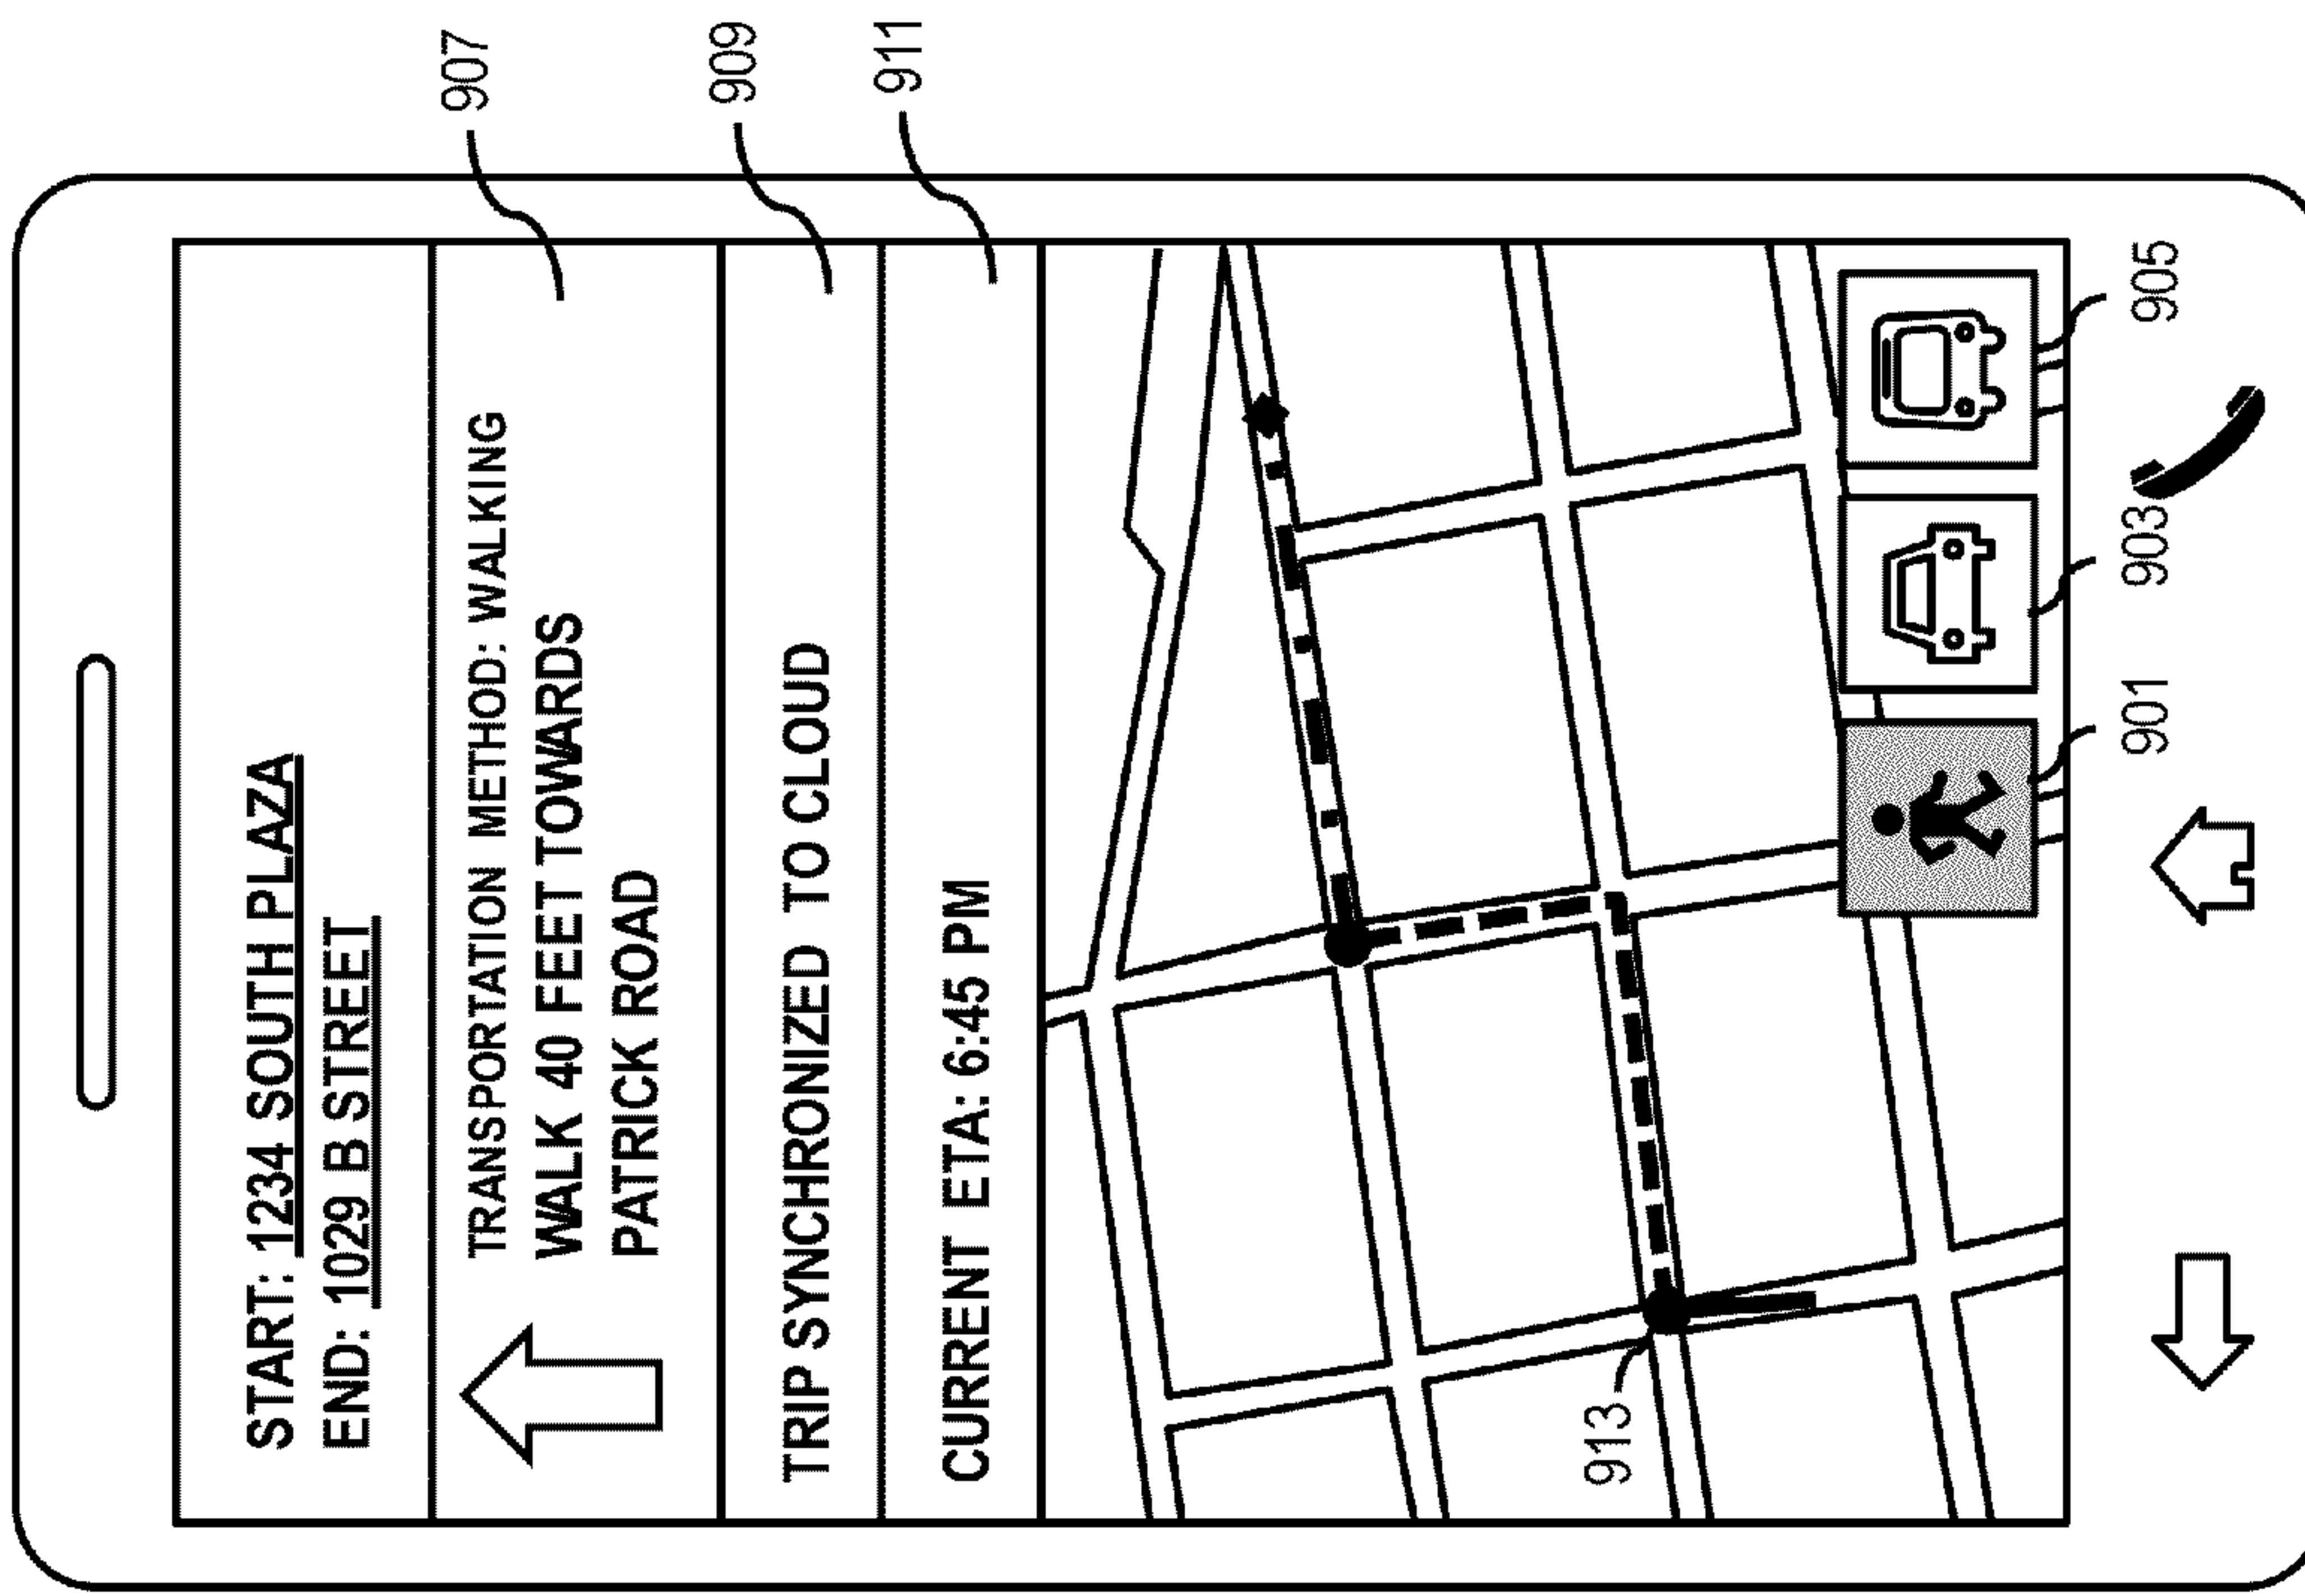 START: 1234 SOUTH PLAZA
END: 1029 B STREET
TRANSPORTATION METHOD: WALKING
WALK 40 FEET TOWARDS
PATRICK ROAD
907
TRIP SYNCHRONIZED TO CLOUD
909
CURRENT ETA: 6:45 PM
911
913
901
903
905